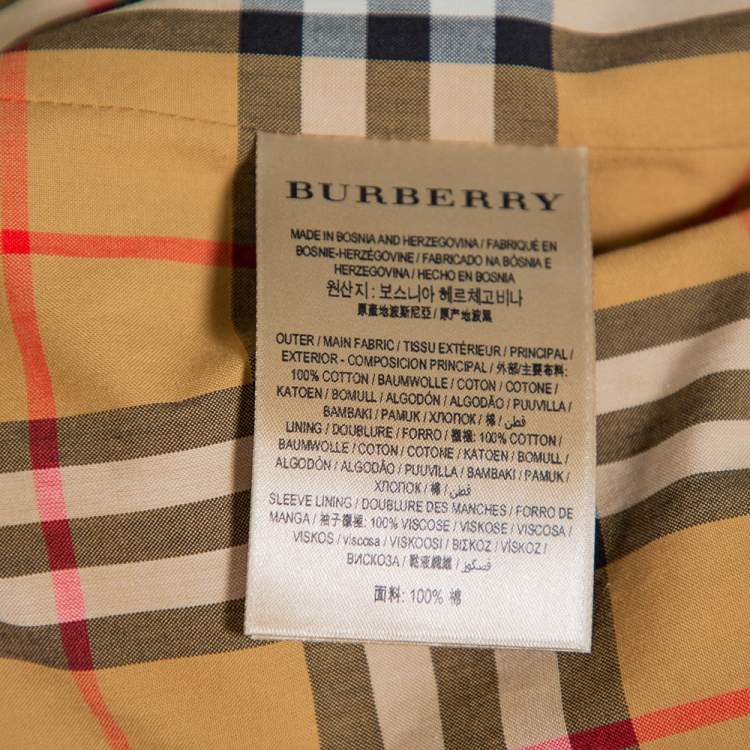 BURBERRY
MADE IN BOSNIA AND HERZEGOVINA / FABRIQUÉ EN
BOSNIE-HERZÉGOVINE / FABRICADO NA BÓSNIA E
HERZEGOVINA / HECHO EN BOSNIA
원산지 : 보스니아 헤르체고비나
原產地波斯尼亞 / 原产地波黑
OUTER / MAIN FABRIC / TISSU EXTÉRIEUR / PRINCIPAL /
EXTERIOR - COMPOSICION PRINCIPAL / 外部/主要布料:
100% COTTON / BAUMWOLLE / COTON / COTONE /
KATOEN / BOMULL / ALGODÓN / ALGODÃO / PUUVILLA /
BAMBAKI / PAMUK / ХЛОПОК / 棉 / قطن /
LINING / DOUBLURE / FORRO / 裡襯: 100% COTTON /
BAUMWOLLE / COTON / COTONE / KATOEN / BOMULL /
ALGODÓN / ALGODÃO / PUUVILLA / BAMBAKI / PAMUK /
ХЛОПОК / 棉 / قطن /
SLEEVE LINING / DOUBLURE DES MANCHES / FORRO DE
MANGA / 袖子裡襯: 100% VISCOSE / VISKOSE / VISCOSA /
VISKOS / viscosa / VISKOOSI / ΒΙΣΚΟΖ / VİSKOZ /
ВИСКОЗА / / فسكوز /
面料: 100% 棉